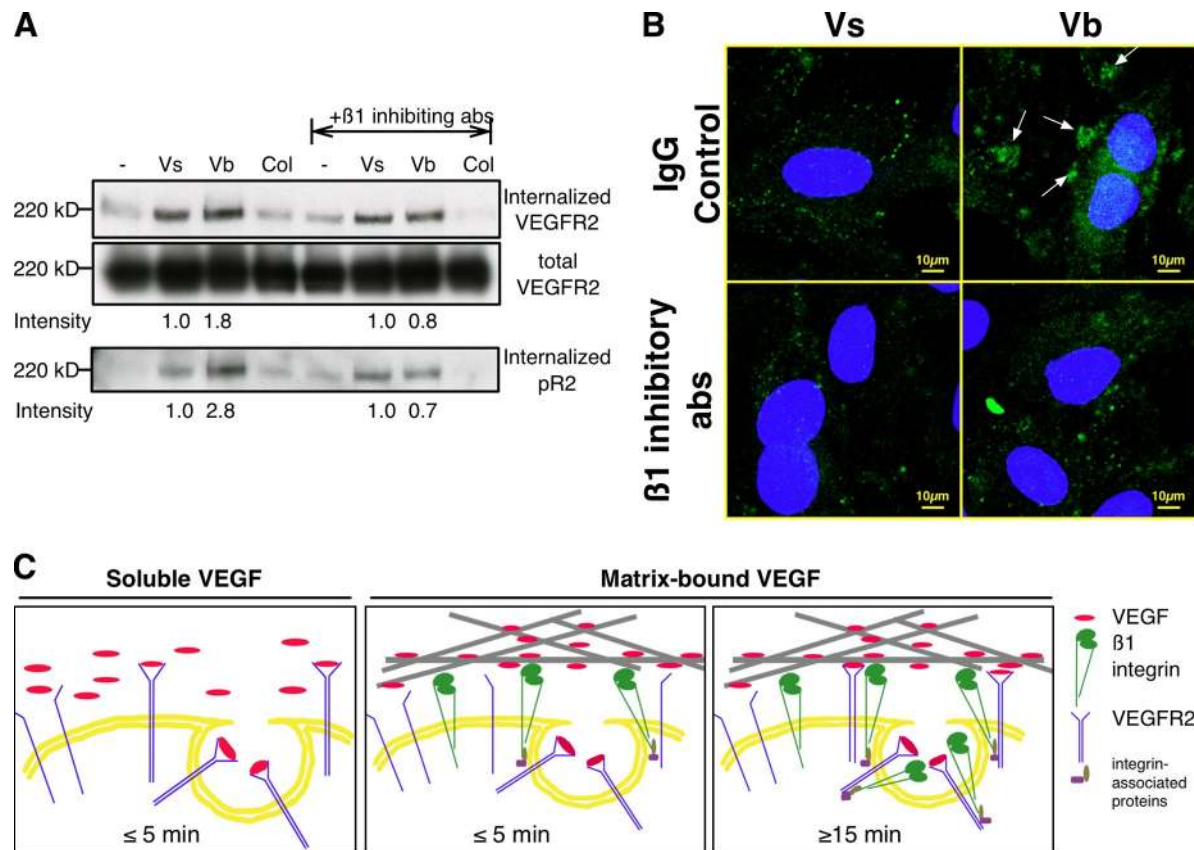 A
+ß1 inhibiting abs
- Vs Vb Col - Vs Vb Col
220 kD
Internalized
VEGFR2
220 kD
total
VEGFR2
Intensity 1.0 1.8 1.0 0.8
220 kD
Internalized
pR2
Intensity 1.0 2.8 1.0 0.7
B
Vs Vb
IgG
Control
10µm 10µm
ß1 inhibitory
abs
10µm 10µm
C
Soluble VEGF
Matrix-bound VEGF
≤ 5 min
≤ 5 min
≥15 min
VEGF
ß1
integrin
VEGFR2
integrin-
associated
proteins